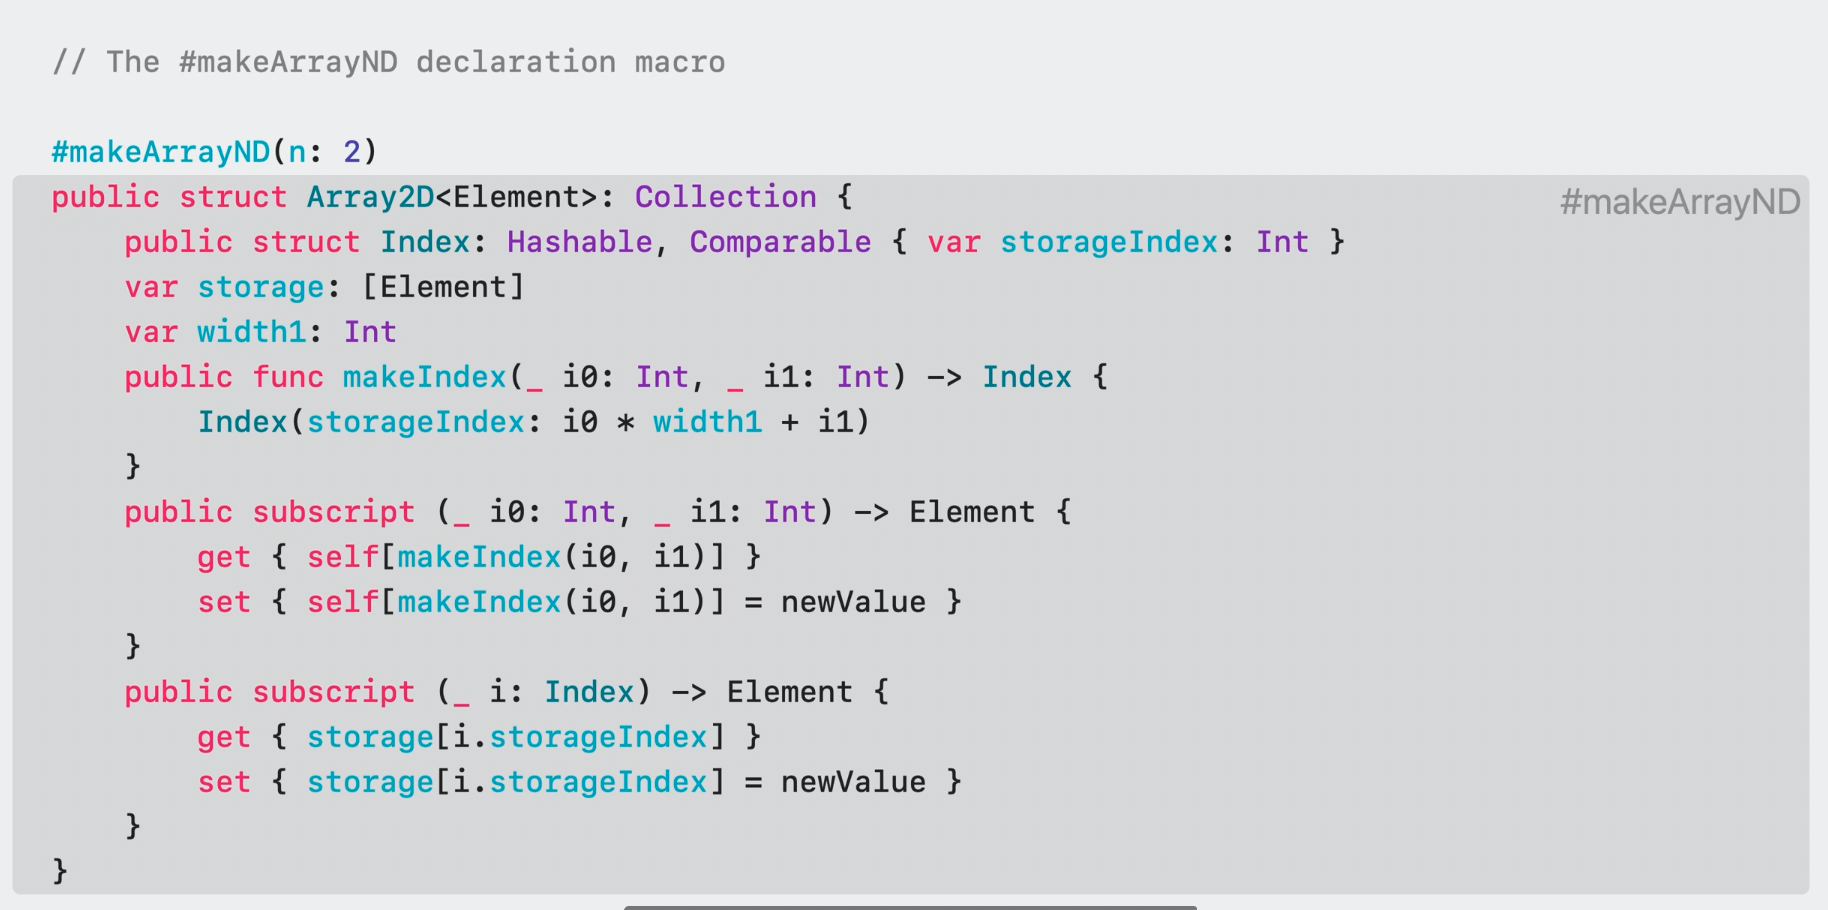 // The #makeArrayND declaration macro
#makeArrayND(n: 2)
public struct Array2D<Element>: Collection {
#makeArrayND
    public struct Index: Hashable, Comparable { var storageIndex: Int }
    var storage: [Element]
    var width1: Int
    public func makeIndex(_ i0: Int, _ i1: Int) -> Index {
        Index(storageIndex: i0 * width1 + i1)
    }
    public subscript (_ i0: Int, _ i1: Int) -> Element {
        get { self[makeIndex(i0, i1)] }
        set { self[makeIndex(i0, i1)] = newValue }
    }
    public subscript (_ i: Index) -> Element {
        get { storage[i.storageIndex] }
        set { storage[i.storageIndex] = newValue }
    }
}